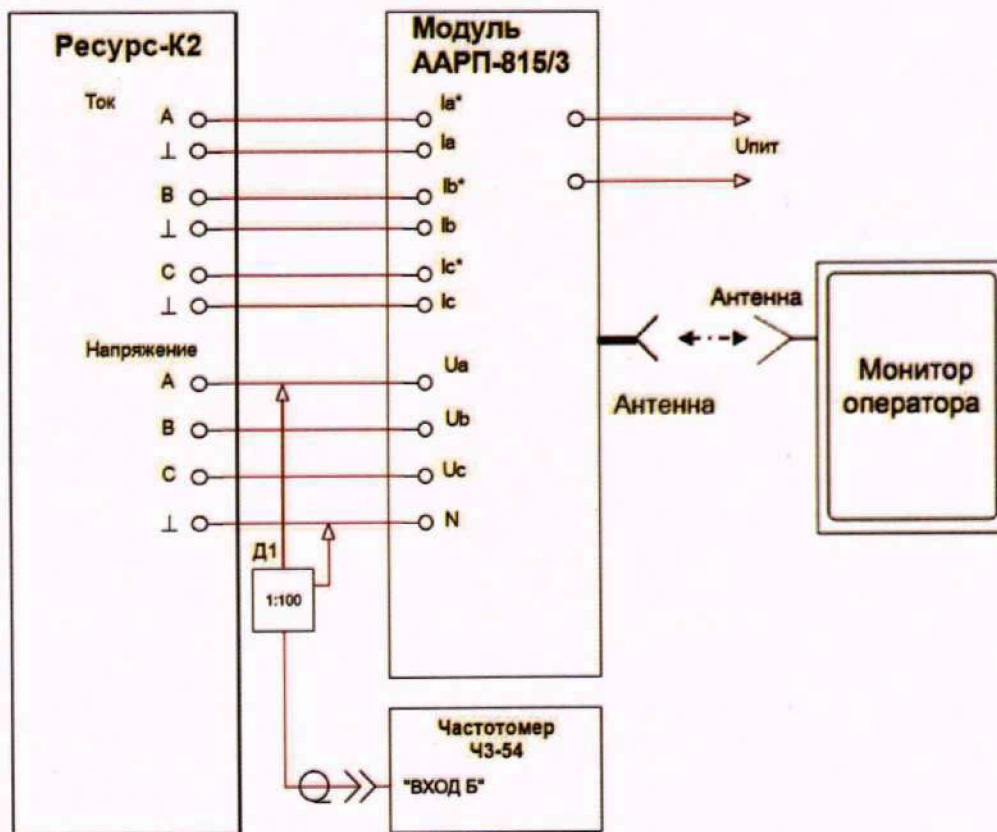 Ресурс-К2
Ток
A
⊥
B
⊥
C
⊥
Напряжение
A
B
C
⊥
Модуль
ААРП-815/3
Ia*
Ia
Ib*
Ib
Ic*
Ic
Ua
Ub
Uc
N
Uпит
Антенна
Антенна
Монитор
оператора
Д1
1:100
Частотомер
Ч3-54
"ВХОД Б"